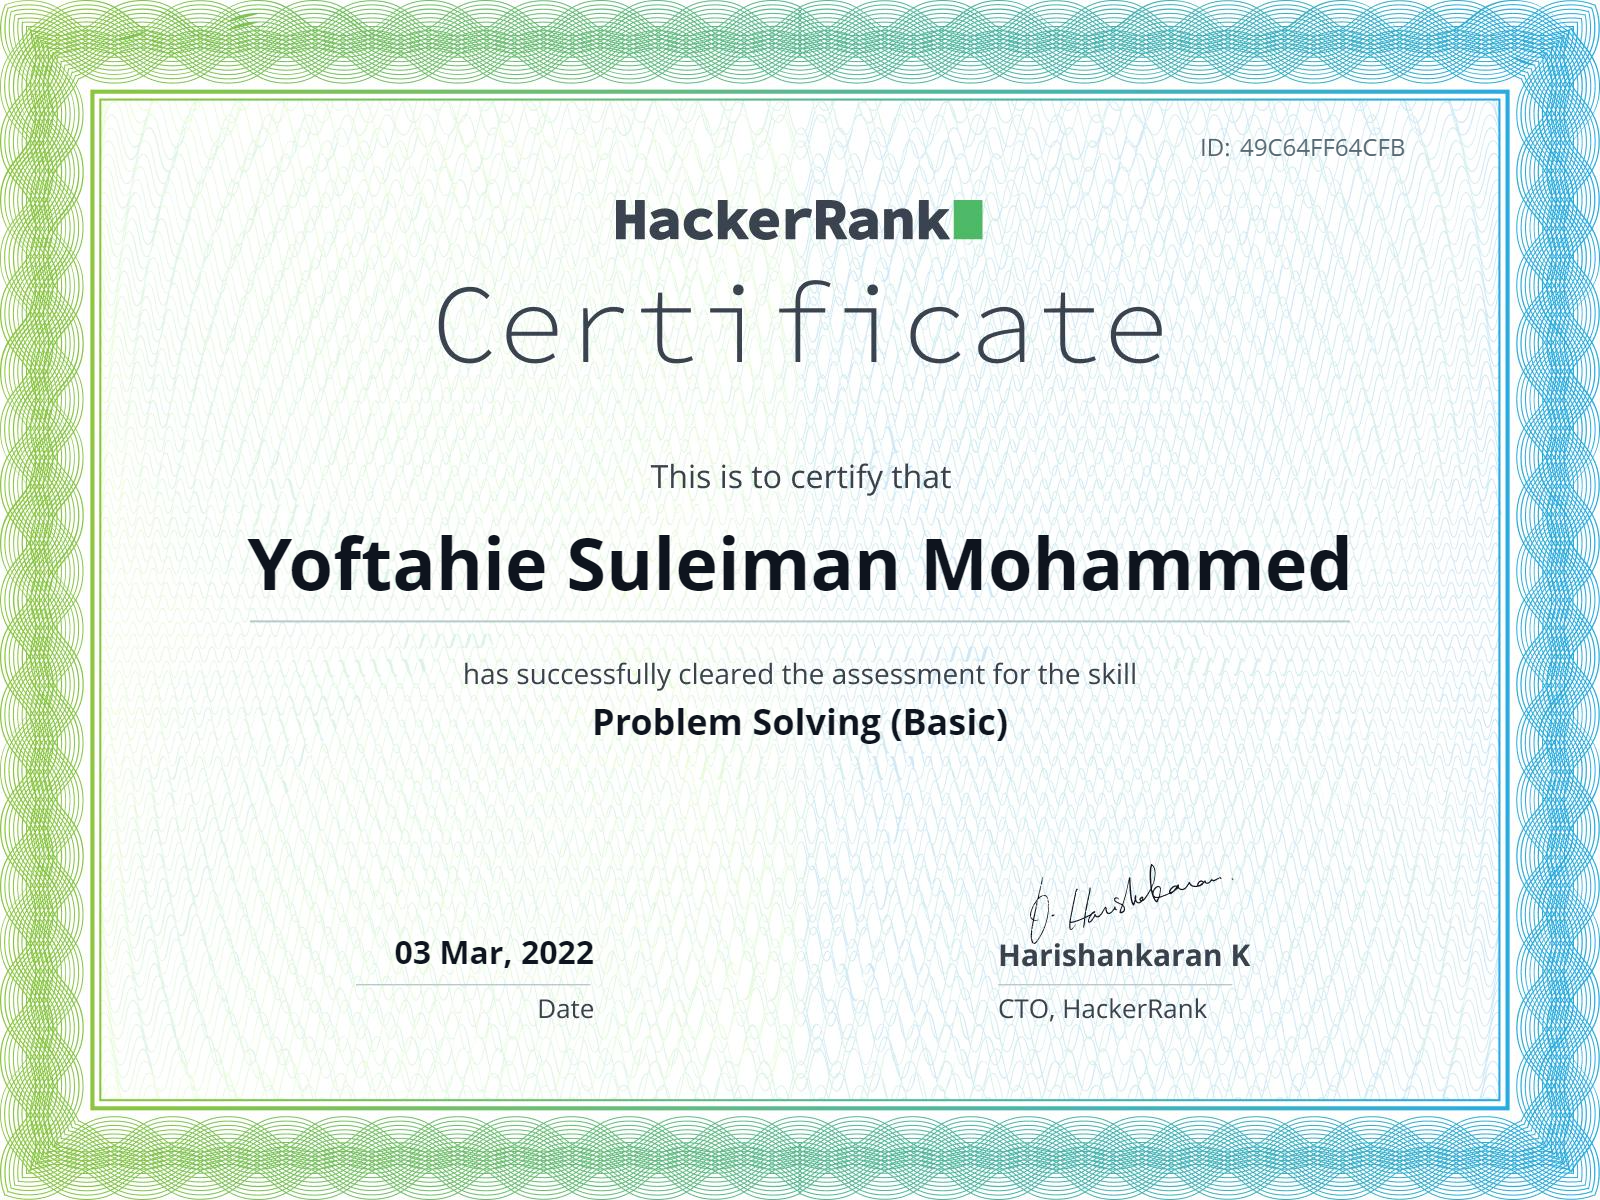 ID: 49C64FF64CFB
HackerRank
Certificate
This is to certify that
Yoftahie Suleiman Mohammed
has successfully cleared the assessment for the skill
Problem Solving (Basic)
03 Mar, 2022
Date
Harishankaran K
CTO, HackerRank